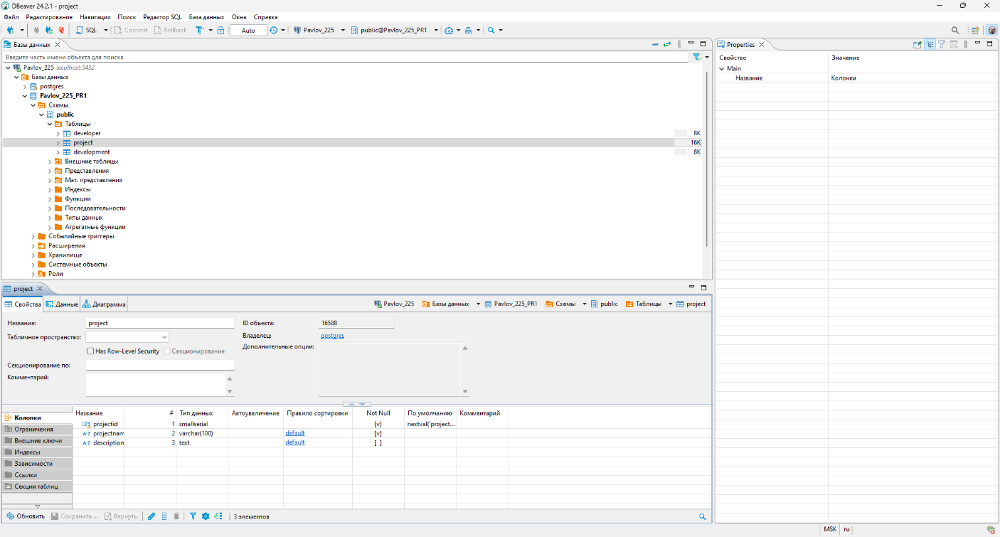 DBeaver 24.2.1 - project
Файл Редактирование Навигация Поиск Редактор SQL База данных Окна Справка
SQL Commit Rollback Auto Pavlov_225 public@Pavlov_225_PR1
Базы данных
Введите часть имени объекта для поиска
Pavlov_225 localhost:5432
Базы данных
postgres
Pavlov_225_PR1
Схемы
public
Таблицы
developer 8K
project 16K
development 8K
Внешние таблицы
Представления
Мат. представления
Индексы
Функции
Последовательности
Типы данных
Агрегатные функции
Событийные триггеры
Расширения
Хранилище
Системные объекты
Роли
Properties
Свойство Значение
Main
Название Колонки
project
Свойства Данные Диаграмма Pavlov_225 Базы данных Pavlov_225_PR1 Схемы public Таблицы project
Название: project ID объекта: 16588
Табличное пространство: Владелец: postgres
Дополнительные опции:
Has Row-Level Security Секционирование
Секционирование по:
Комментарий:
Колонки
Ограничения
Внешние ключи
Индексы
Зависимости
Ссылки
Секции таблиц
Название # Тип данных Автоувеличение Правило сортировки Not Null По умолчанию Комментарий
123 projectid 1 smallserial [v] nextval('project...
A-Z projectnam 2 varchar(100) default [v]
A-Z description 3 text default [ ]
Обновить Сохранить ... Вернуть 3 элементов
MSK ru